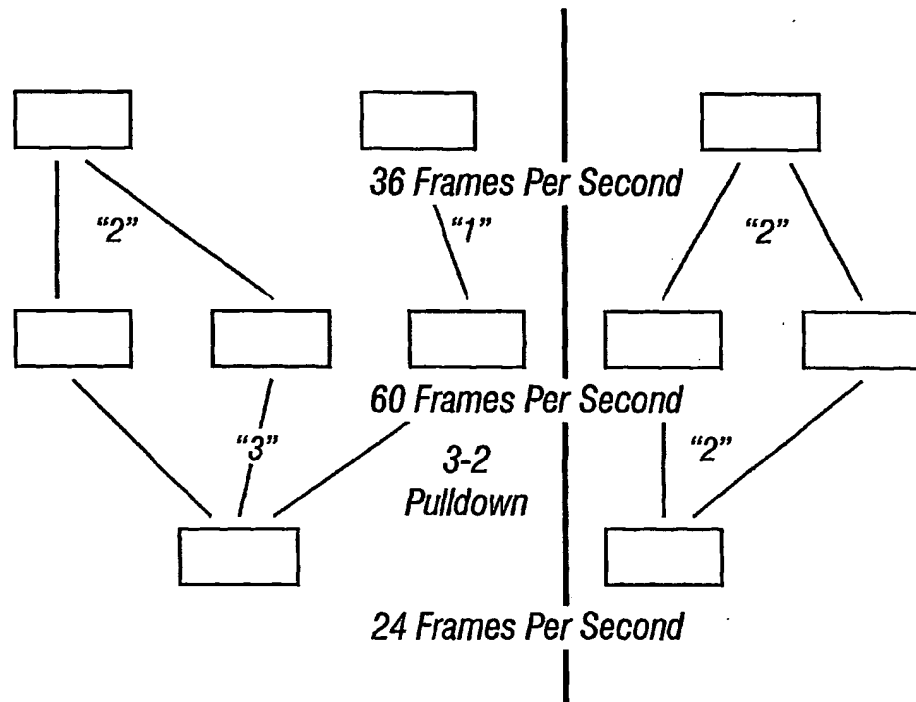 36 Frames Per Second
“2” “1” “2”
60 Frames Per Second
“3” “2”
3-2
Pulldown
24 Frames Per Second